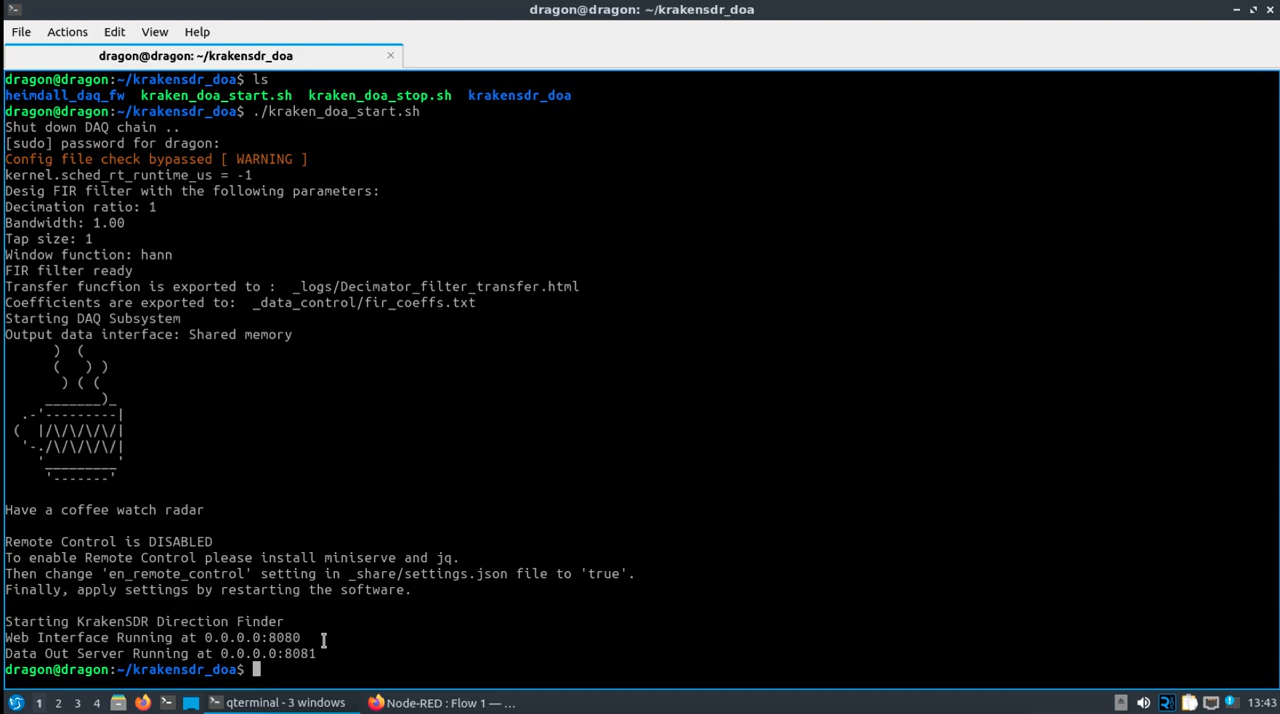 dragon@dragon: ~/krakensdr_doa
File Actions Edit View Help
dragon@dragon: ~/krakensdr_doa
dragon@dragon:~/krakensdr_doa$ ls
heimdall_daq_fw kraken_doa_start.sh kraken_doa_stop.sh krakensdr_doa
dragon@dragon:~/krakensdr_doa$ ./kraken_doa_start.sh
Shut down DAQ chain ..
[sudo] password for dragon:
Config file check bypassed [ WARNING ]
kernel.sched_rt_runtime_us = -1
Desig FIR filter with the following parameters:
Decimation ratio: 1
Bandwidth: 1.00
Tap size: 1
Window function: hann
FIR filter ready
Transfer funcfion is exported to :  _logs/Decimator_filter_transfer.html
Coefficients are exported to:  _data_control/fir_coeffs.txt
Starting DAQ Subsystem
Output data interface: Shared memory
      )  (
      (   ) )
       ) ( (
     _______)_
  .-'---------|
 (  |/\/\/\/\/|
  '-./\/\/\/\/|
    '_________'
     '-------'
Have a coffee watch radar
Remote Control is DISABLED
To enable Remote Control please install miniserve and jq.
Then change 'en_remote_control' setting in _share/settings.json file to 'true'.
Finally, apply settings by restarting the software.
Starting KrakenSDR Direction Finder
Web Interface Running at 0.0.0.0:8080
Data Out Server Running at 0.0.0.0:8081
dragon@dragon:~/krakensdr_doa$
1 2 3 4 qterminal - 3 windows Node-RED : Flow 1 — ... 13:43